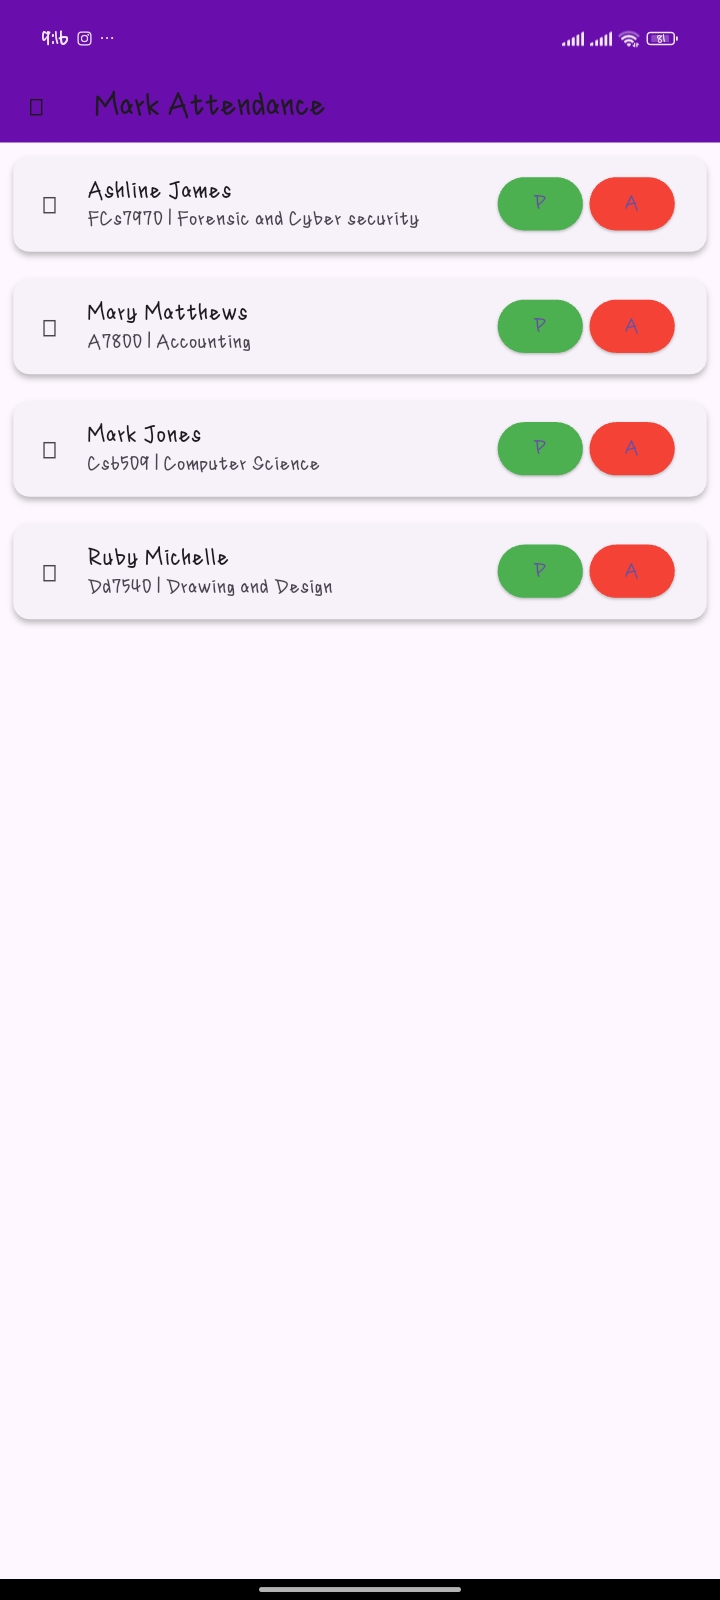 9:16 ...
81
Mark Attendance
Ashline James
FCs7970 | Forensic and Cyber security
P A
Mary Matthews
A7800 | Accounting
P A
Mark Jones
Cs6509 | Computer Science
P A
Ruby Michelle
Dd7540 | Drawing and Design
P A